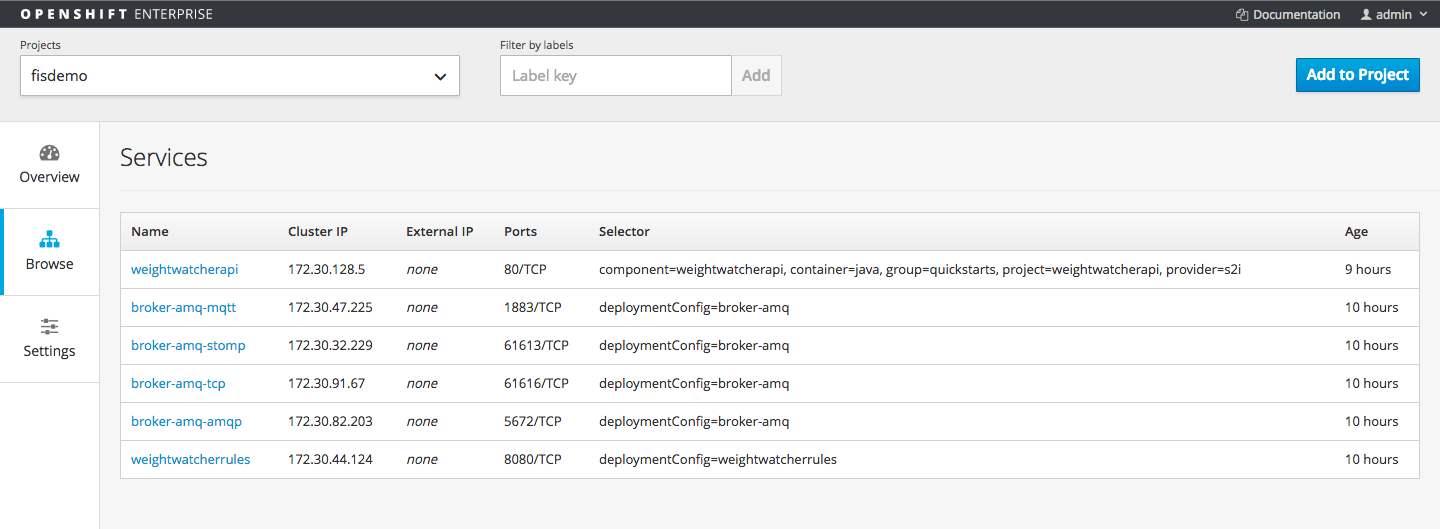 OPENSHIFT ENTERPRISE Documentation admin
Projects Filter by labels
fisdemo Label key Add Add to Project
Overview
Browse
Settings
Services
Name Cluster IP External IP Ports Selector Age
weightwatcherapi 172.30.128.5 none 80/TCP component=weightwatcherapi, container=java, group=quickstarts, project=weightwatcherapi, provider=s2i 9 hours
broker-amq-mqtt 172.30.47.225 none 1883/TCP deploymentConfig=broker-amq 10 hours
broker-amq-stomp 172.30.32.229 none 61613/TCP deploymentConfig=broker-amq 10 hours
broker-amq-tcp 172.30.91.67 none 61616/TCP deploymentConfig=broker-amq 10 hours
broker-amq-amqp 172.30.82.203 none 5672/TCP deploymentConfig=broker-amq 10 hours
weightwatcherrules 172.30.44.124 none 8080/TCP deploymentConfig=weightwatcherrules 10 hours